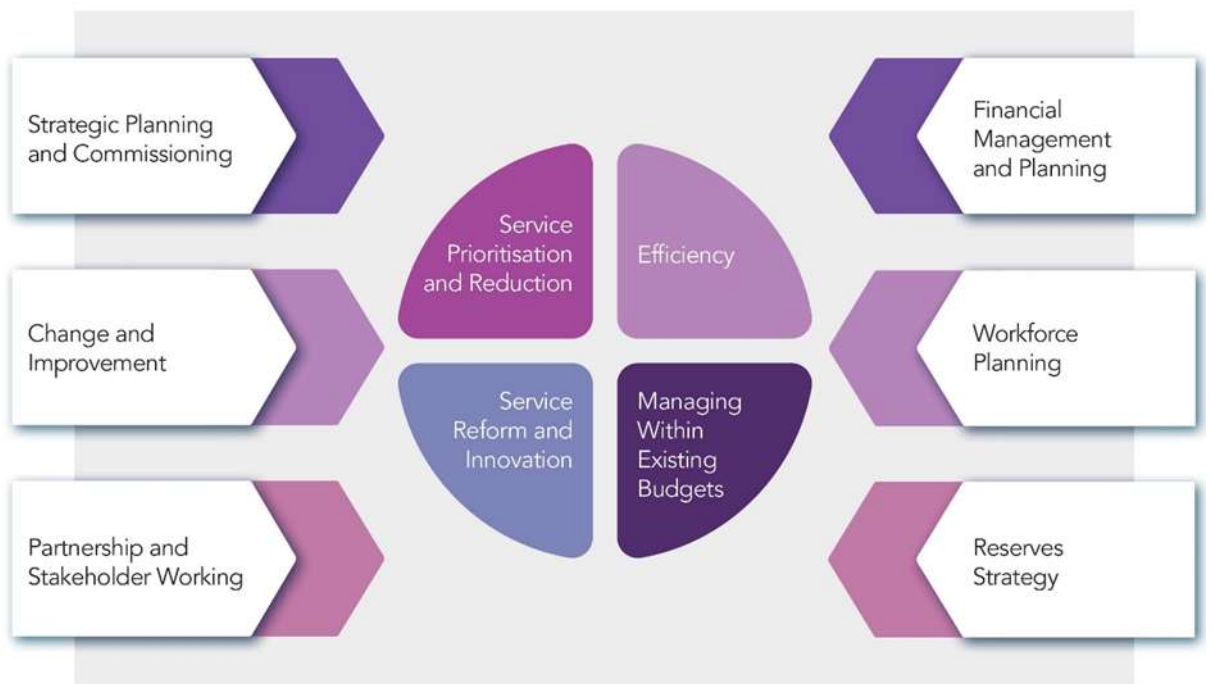 Strategic Planning
and Commissioning
Financial
Management
and Planning
Service
Prioritisation
and Reduction
Efficiency
Change and
Improvement
Workforce
Planning
Service
Reform and
Innovation
Managing
Within
Existing
Budgets
Partnership and
Stakeholder Working
Reserves
Strategy